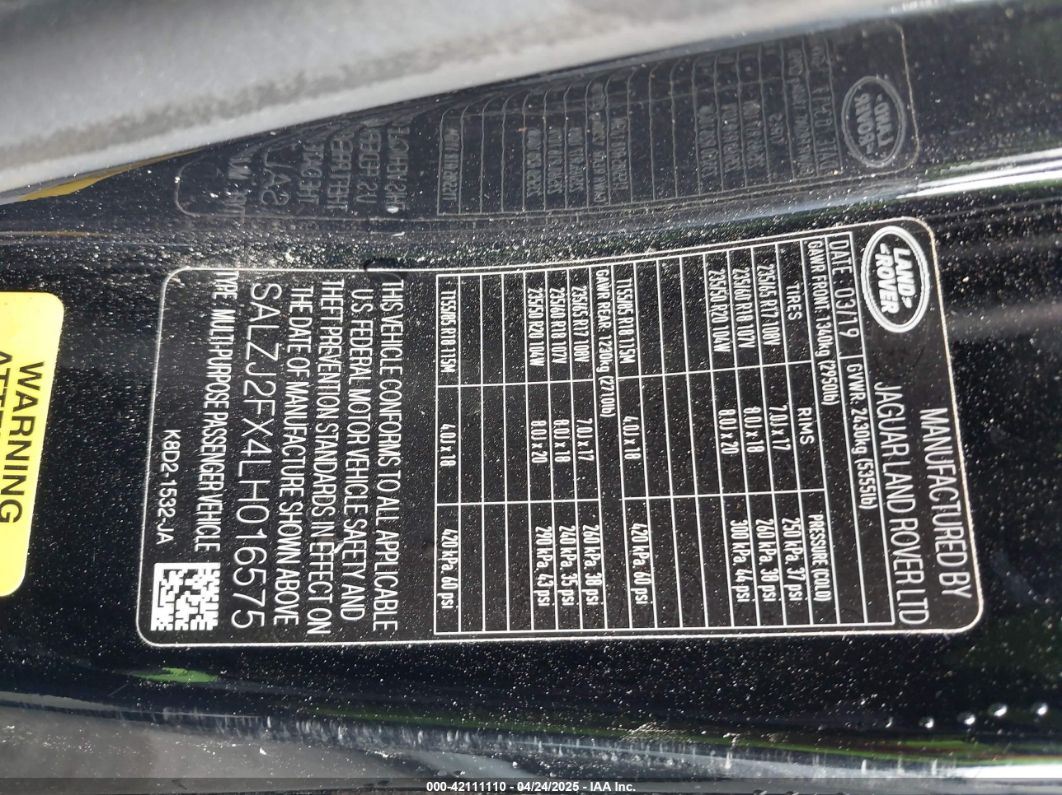 LAND
ROVER
MANUFACTURED BY
JAGUAR LAND ROVER LTD
DATE: 03/19 GVWR: 2430kg (5355lb)
GAWR FRONT: 1340kg (2950lb)
TIRES RIMS PRESSURE (COLD)
235/65 R17 108V 7.0J x 17 250 kPa, 37 psi
235/60 R18 107V 8.0J x 18 260 kPa, 38 psi
235/50 R20 104W 8.0J x 20 300 kPa, 44 psi
T155/85 R18 115M 4.0J x 18 420 kPa, 60 psi
GAWR REAR: 1230kg (2710lb)
235/65 R17 108V 7.0J x 17 260 kPa, 38 psi
235/60 R18 107V 8.0J x 18 240 kPa, 35 psi
235/50 R20 104W 8.0J x 20 290 kPa, 43 psi
T155/85 R18 115M 4.0J x 18 420 kPa, 60 psi
THIS VEHICLE CONFORMS TO ALL APPLICABLE
U.S. FEDERAL MOTOR VEHICLE SAFETY AND
THEFT PREVENTION STANDARDS IN EFFECT ON
THE DATE OF MANUFACTURE SHOWN ABOVE
SALZJ2FX4LH016575
TYPE: MULTI-PURPOSE PASSENGER VEHICLE
K8D2-1532-JA
WARNING
000-42111110 - 04/24/2025 - IAA Inc.